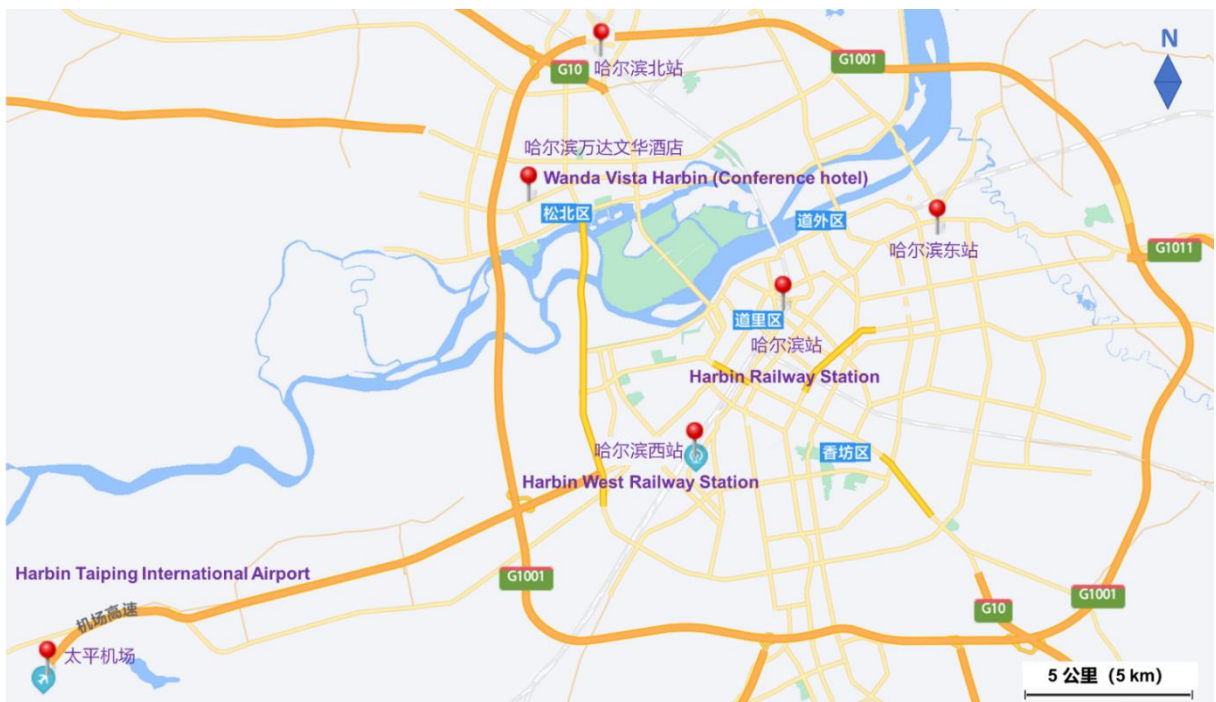 N
哈尔滨北站
G10
G1001
哈尔滨万达文华酒店
Wanda Vista Harbin (Conference hotel)
松北区
道外区
哈尔滨东站
G1011
道里区
哈尔滨站
Harbin Railway Station
哈尔滨西站
香坊区
Harbin West Railway Station
Harbin Taiping International Airport
G1001
G1001
G10
机场高速
太平机场
5 公里 (5 km)